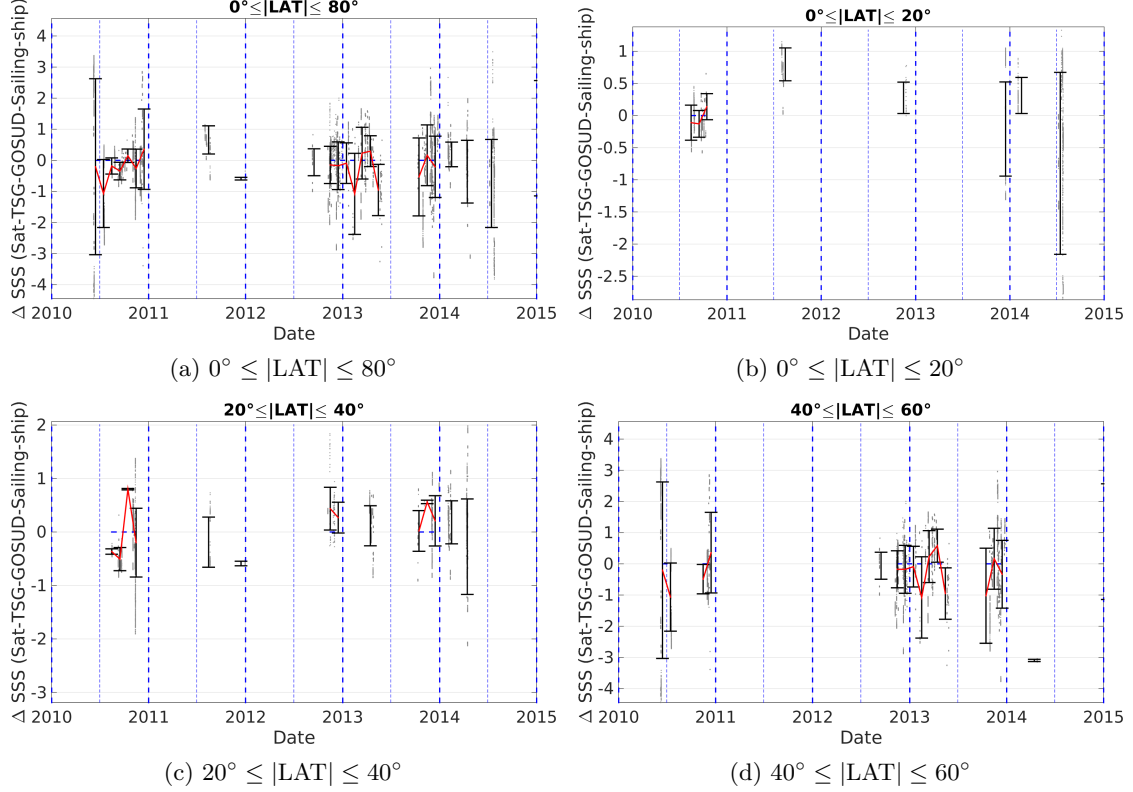 0°≤|LAT|≤ 80°
Δ SSS (Sat-TSG-GOSUD-Sailing-ship)
4
3
2
1
0
-1
-2
-3
-4
2010 2011 2012 2013 2014 2015
Date
(a) 0° ≤ |LAT| ≤ 80°
0°≤|LAT|≤ 20°
Δ SSS (Sat-TSG-GOSUD-Sailing-ship)
1
0.5
0
-0.5
-1
-1.5
-2
-2.5
2010 2011 2012 2013 2014 2015
Date
(b) 0° ≤ |LAT| ≤ 20°
20°≤|LAT|≤ 40°
Δ SSS (Sat-TSG-GOSUD-Sailing-ship)
2
1
0
-1
-2
-3
2010 2011 2012 2013 2014 2015
Date
(c) 20° ≤ |LAT| ≤ 40°
40°≤|LAT|≤ 60°
Δ SSS (Sat-TSG-GOSUD-Sailing-ship)
4
3
2
1
0
-1
-2
-3
-4
2010 2011 2012 2013 2014 2015
Date
(d) 40° ≤ |LAT| ≤ 60°